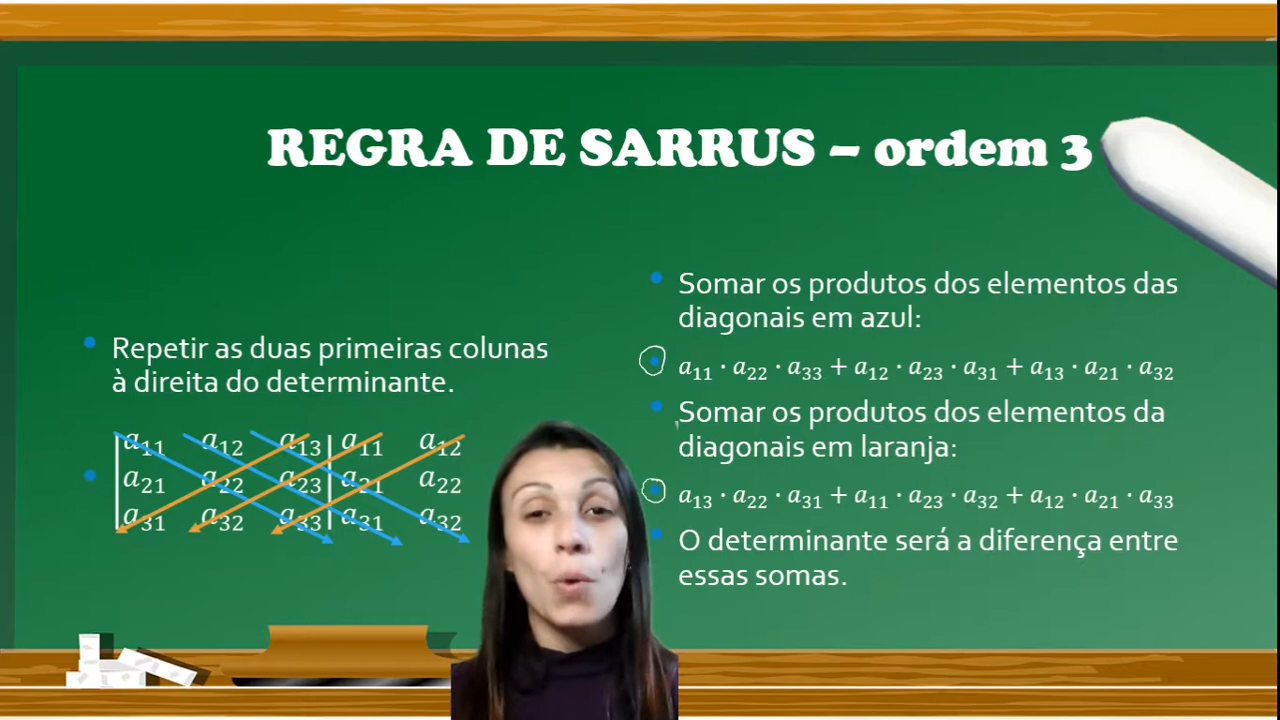 REGRA DE SARRUS – ordem 3
Repetir as duas primeiras colunas
à direita do determinante.
a₁₁ a₁₂ a₁₃ a₁₁ a₁₂
a₂₁ a₂₂ a₂₃ a₂₁ a₂₂
a₃₁ a₃₂ a₃₃ a₃₁ a₃₂
Somar os produtos dos elementos das
diagonais em azul:
a₁₁ · a₂₂ · a₃₃ + a₁₂ · a₂₃ · a₃₁ + a₁₃ · a₂₁ · a₃₂
Somar os produtos dos elementos da
diagonais em laranja:
a₁₃ · a₂₂ · a₃₁ + a₁₁ · a₂₃ · a₃₂ + a₁₂ · a₂₁ · a₃₃
O determinante será a diferença entre
essas somas.